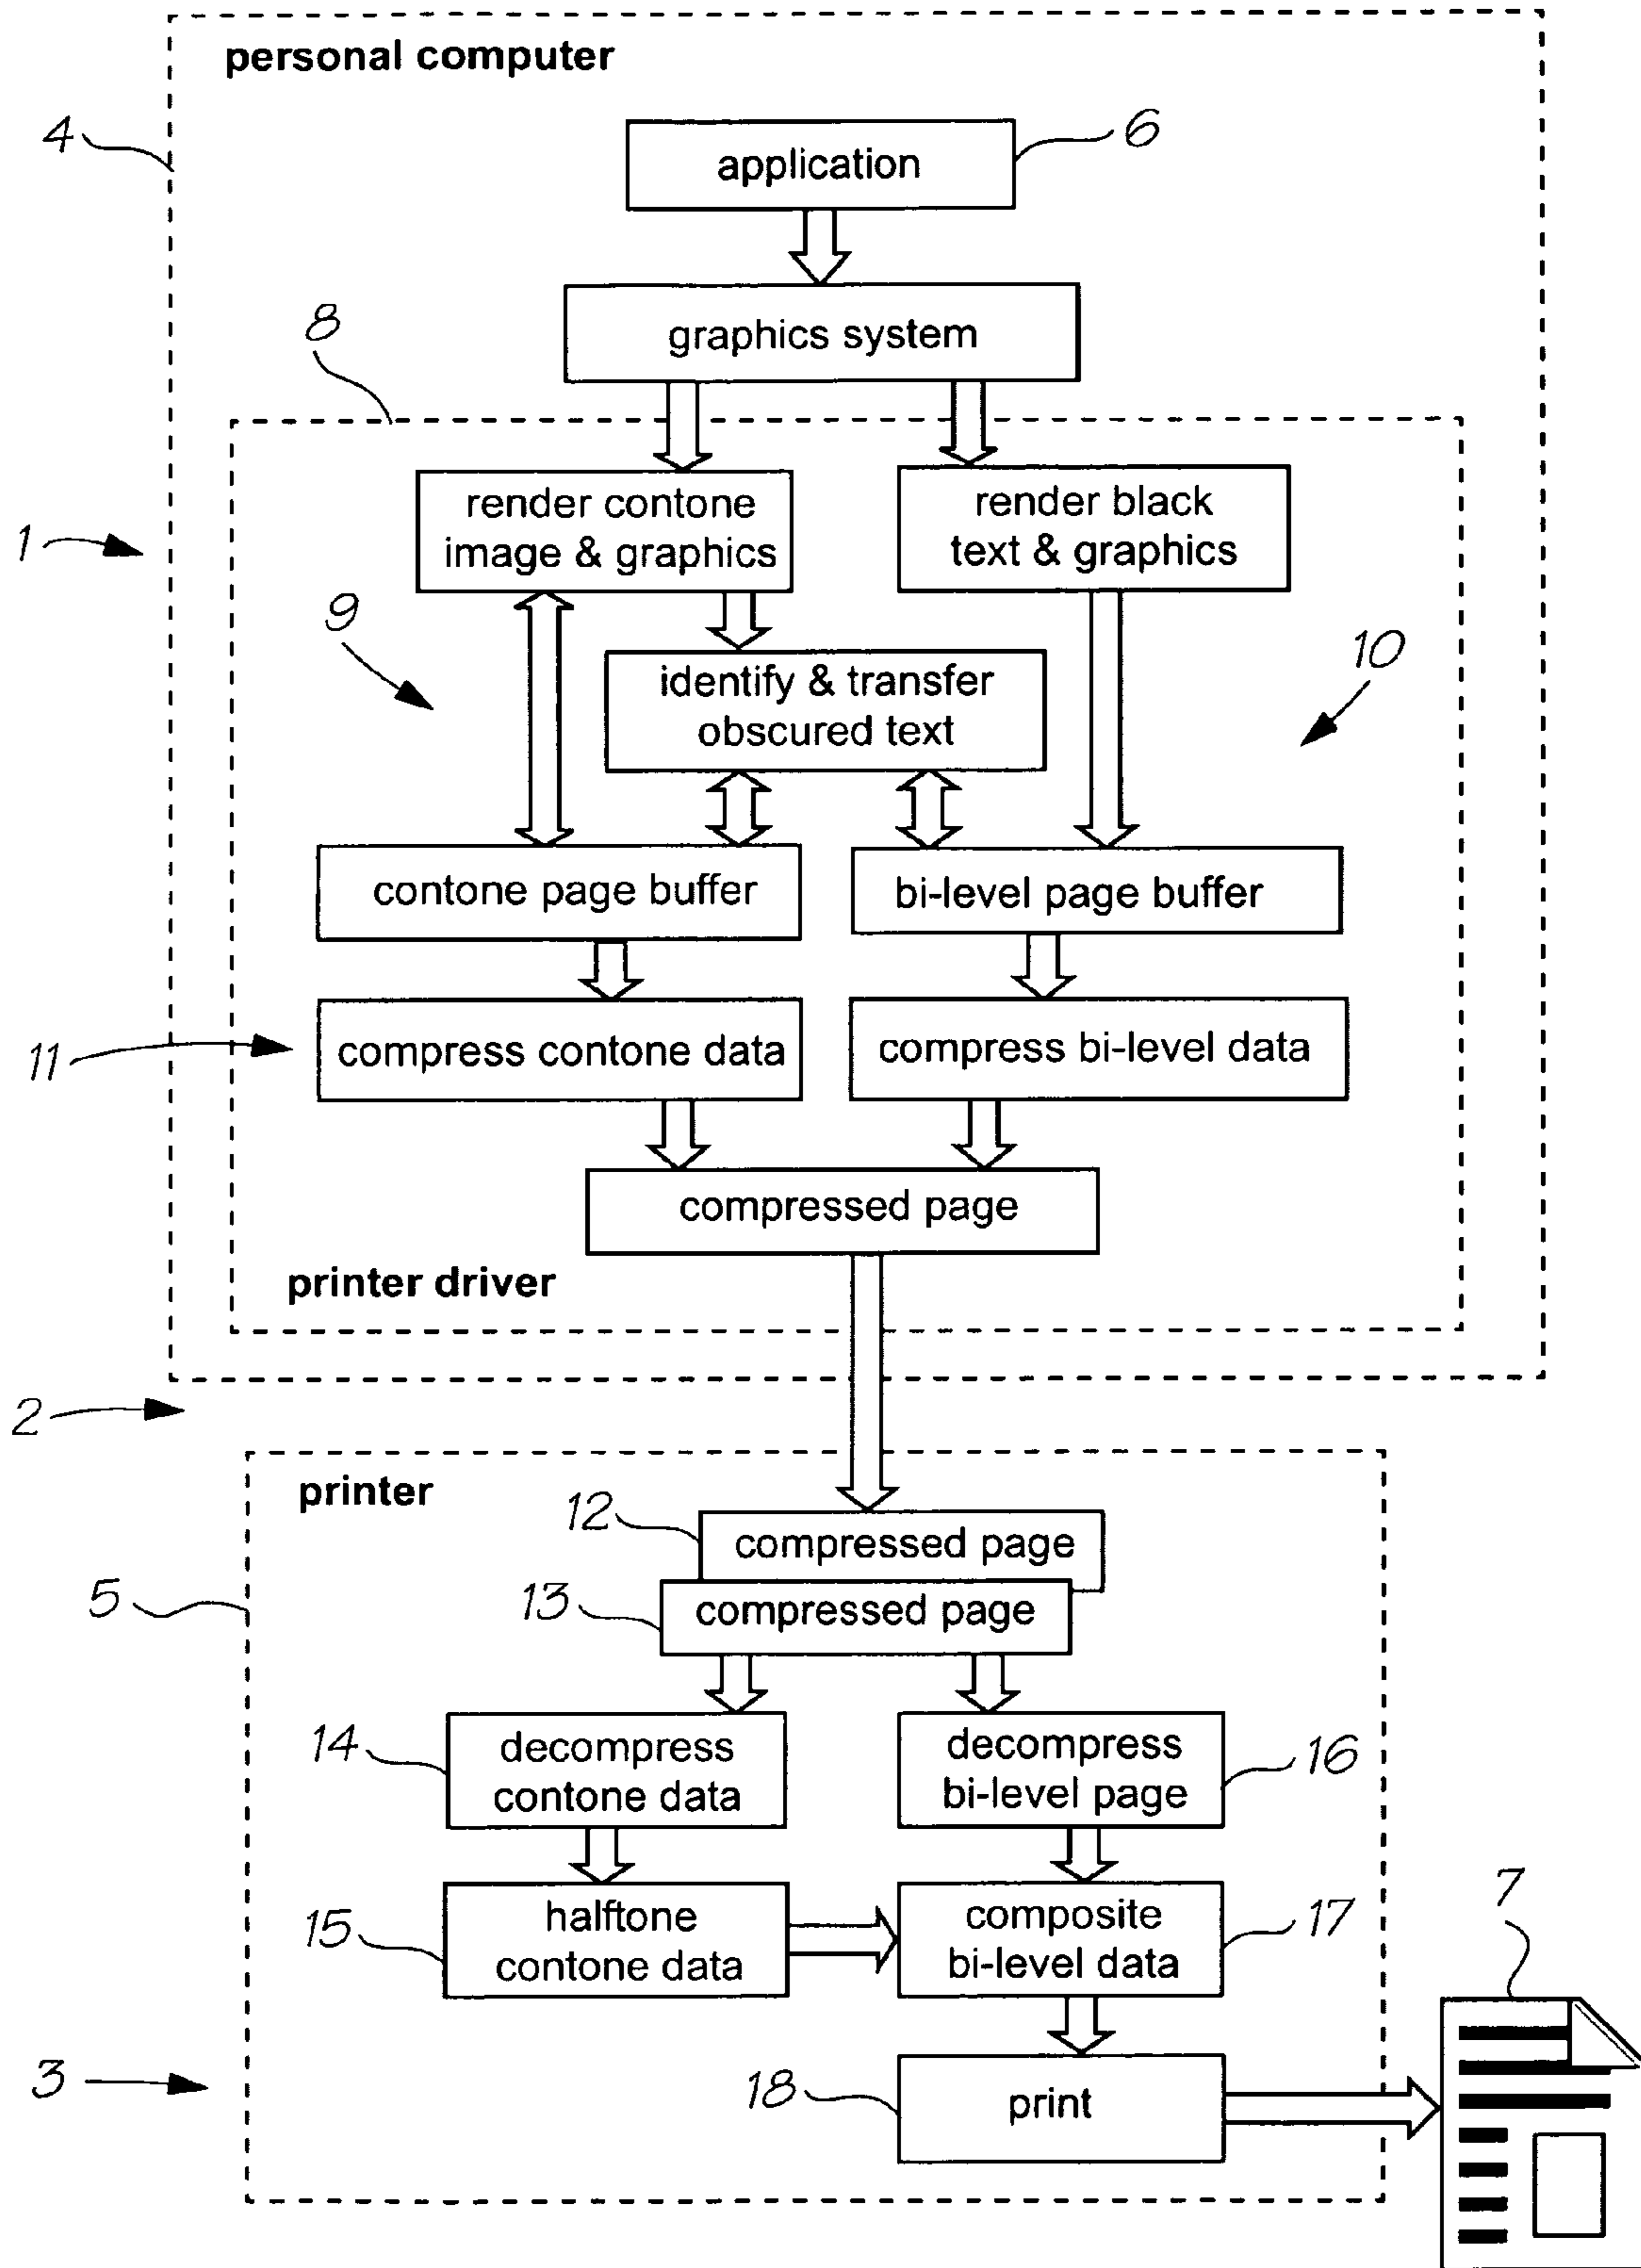 personal computer
4
application
6
graphics system
8
render contone
image & graphics
render black
text & graphics
1
9
identify & transfer
obscured text
10
contone page buffer
bi-level page buffer
11
compress contone data
compress bi-level data
compressed page
printer driver
2
printer
12
compressed page
5
13
compressed page
14
decompress
contone data
decompress
bi-level page
16
15
halftone
contone data
composite
bi-level data
17
7
3
18
print